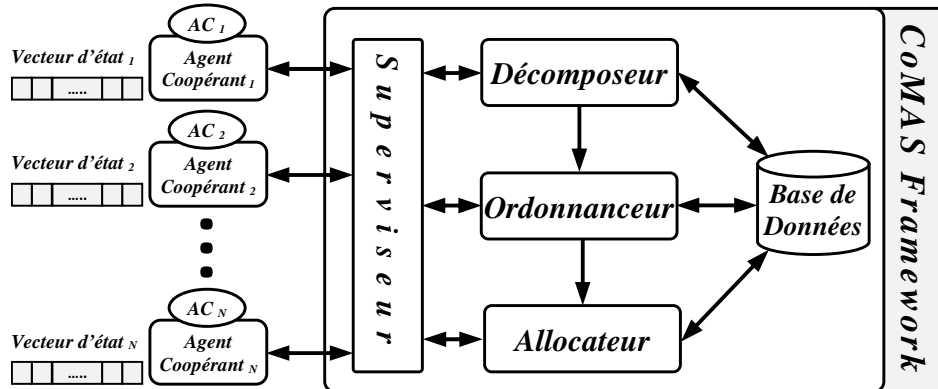 AC 1
Vecteur d'état 1
Agent
Coopérant 1
.....
AC 2
Vecteur d'état 2
Agent
Coopérant 2
.....
AC N
Vecteur d'état N
Agent
Coopérant N
.....
Superviseur
Décomposeur
Ordonnanceur
Allocateur
Base de
Données
CoMAS Framework